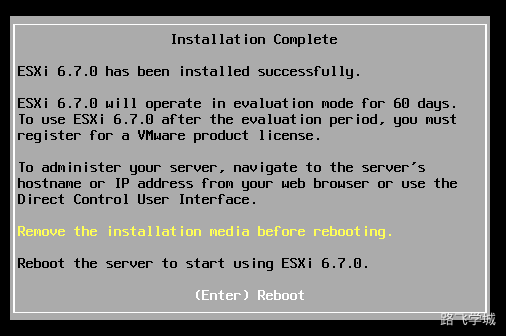 Installation Complete
ESXi 6.7.0 has been installed successfully.
ESXi 6.7.0 will operate in evaluation mode for 60 days.
To use ESXi 6.7.0 after the evaluation period, you must
register for a VMware product license.
To administer your server, navigate to the server's
hostname or IP address from your web browser or use the
Direct Control User Interface.
Remove the installation media before rebooting.
Reboot the server to start using ESXi 6.7.0.
(Enter) Reboot
路飞学城